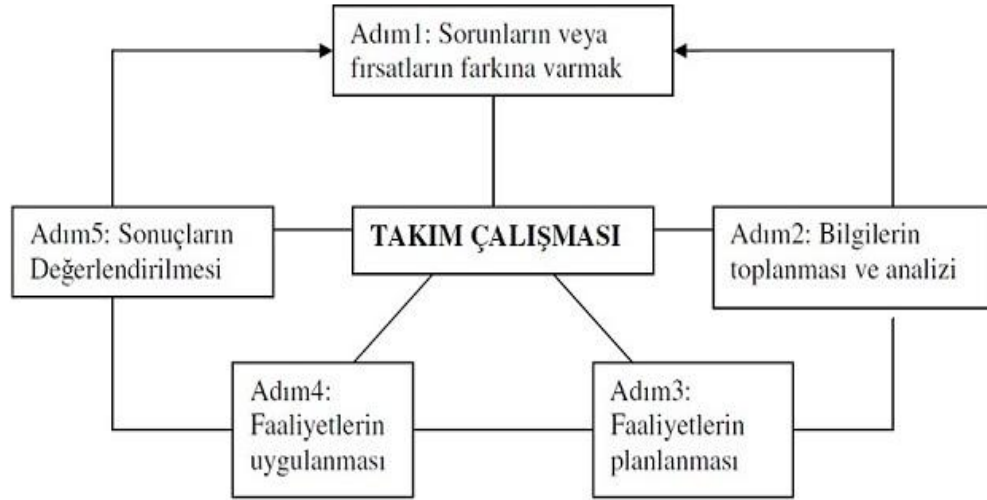 Adım1: Sorunların veya
fırsatların farkına varmak
Adım5: Sonuçların
Değerlendirilmesi
TAKIM ÇALIŞMASI
Adım2: Bilgilerin
toplanması ve analizi
Adım4:
Faaliyetlerin
uygulanması
Adım3:
Faaliyetlerin
planlanması